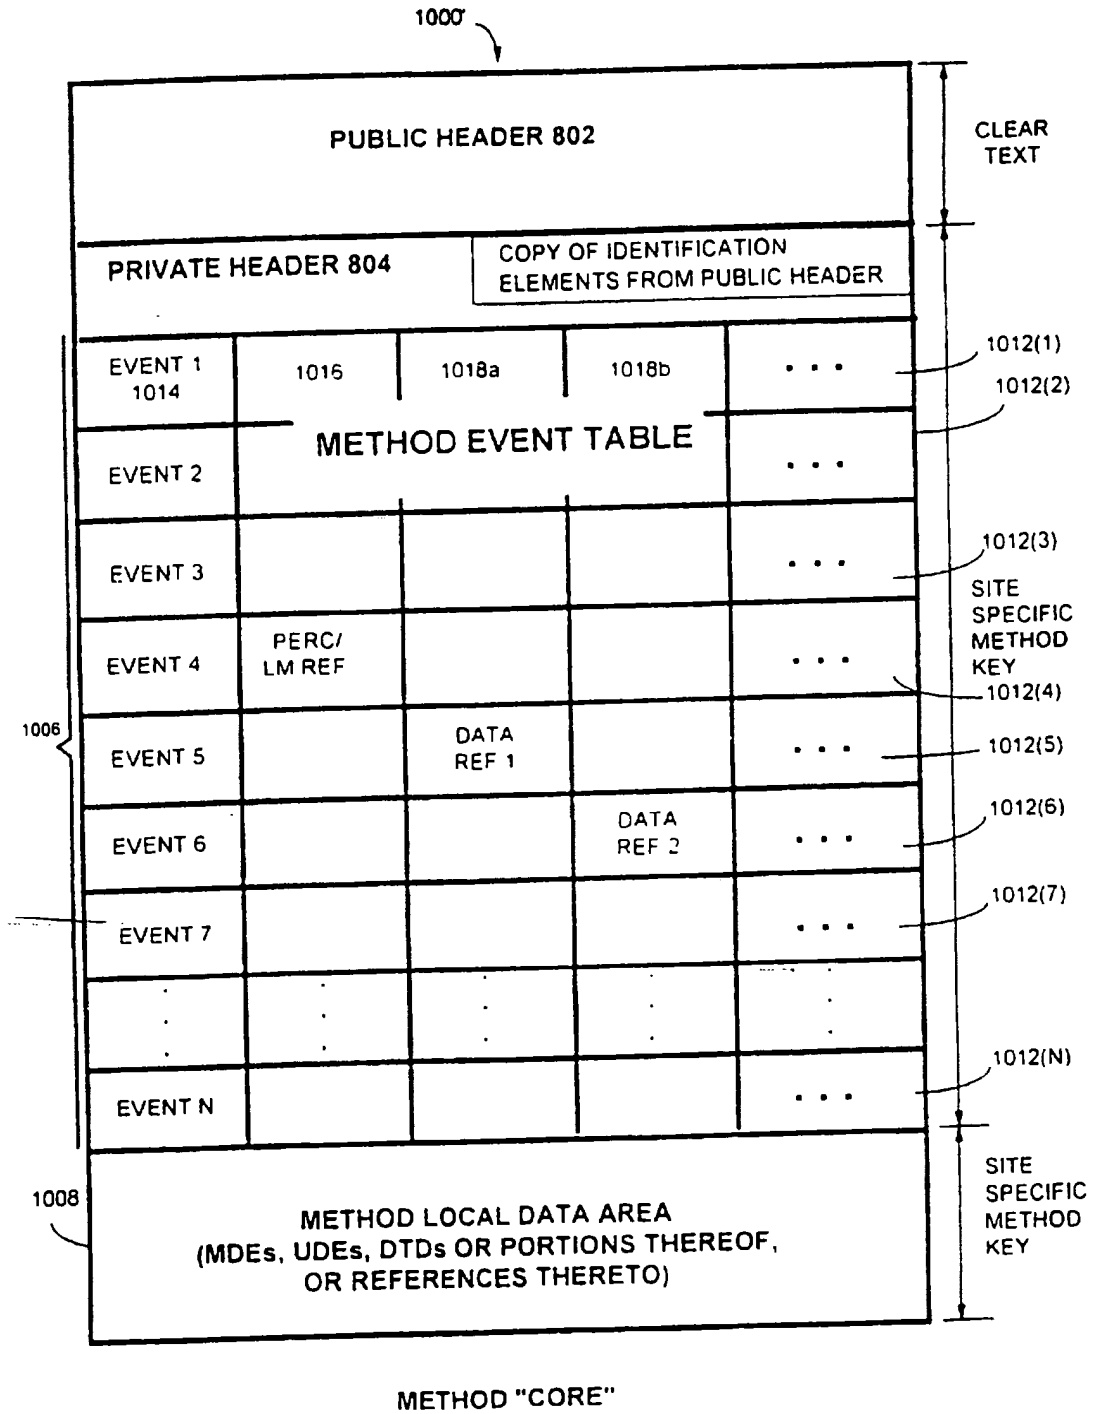 1000
PUBLIC HEADER 802
CLEAR
TEXT
PRIVATE HEADER 804
COPY OF IDENTIFICATION
ELEMENTS FROM PUBLIC HEADER
EVENT 1
1014
1016
1018a
1018b
. . .
1012(1)
1012(2)
METHOD EVENT TABLE
EVENT 2
. . .
EVENT 3
. . .
1012(3)
SITE
SPECIFIC
METHOD
KEY
EVENT 4
PERC/
LM REF
. . .
1012(4)
1006
EVENT 5
DATA
REF 1
. . .
1012(5)
EVENT 6
DATA
REF 2
. . .
1012(6)
EVENT 7
. . .
1012(7)
EVENT N
. . .
1012(N)
1008
METHOD LOCAL DATA AREA
(MDEs, UDEs, DTDs OR PORTIONS THEREOF,
OR REFERENCES THERETO)
SITE
SPECIFIC
METHOD
KEY
METHOD "CORE"